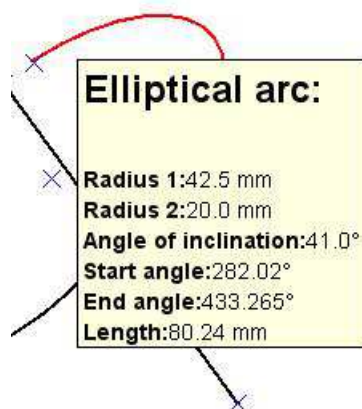 Elliptical arc:
Radius 1:42.5 mm
Radius 2:20.0 mm
Angle of inclination:41.0°
Start angle:282.02°
End angle:433.265°
Length:80.24 mm